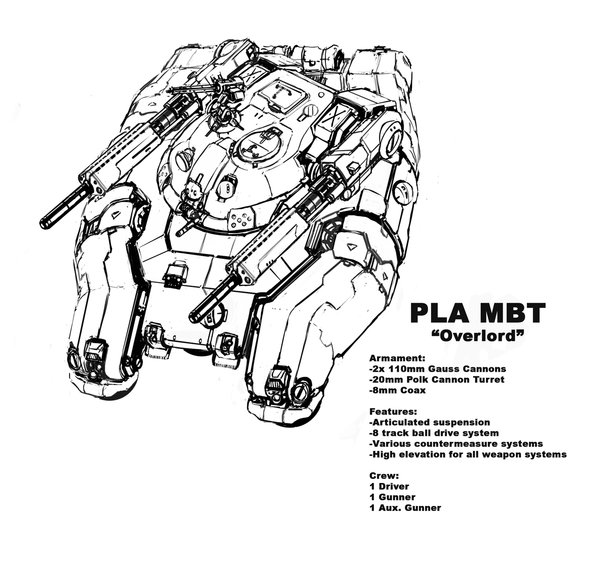 PLA MBT
“Overlord”
Armament:
-2x 110mm Gauss Cannons
-20mm Polk Cannon Turret
-8mm Coax
Features:
-Articulated suspension
-8 track ball drive system
-Various countermeasure systems
-High elevation for all weapon systems
Crew:
1 Driver
1 Gunner
1 Aux. Gunner